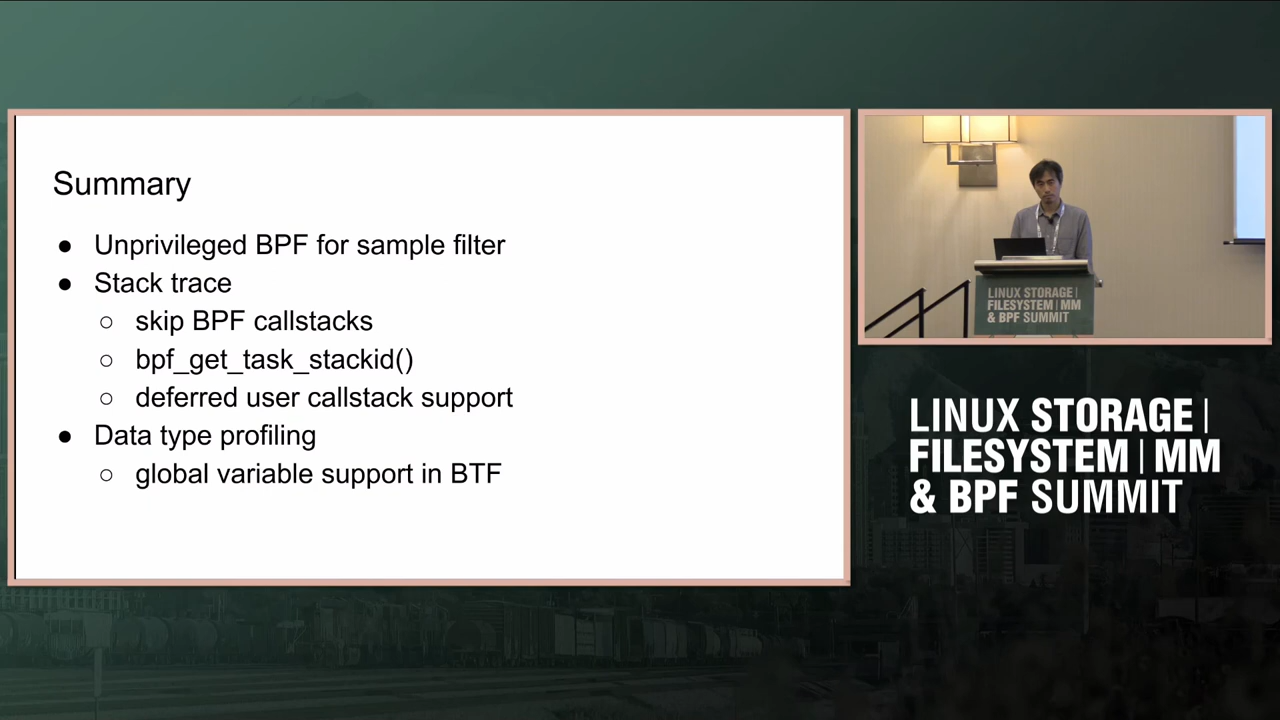 Summary
● Unprivileged BPF for sample filter
● Stack trace
○ skip BPF callstacks
○ bpf_get_task_stackid()
○ deferred user callstack support
● Data type profiling
○ global variable support in BTF
LINUX STORAGE |
FILESYSTEM | MM
& BPF SUMMIT
LINUX STORAGE |
FILESYSTEM | MM
& BPF SUMMIT